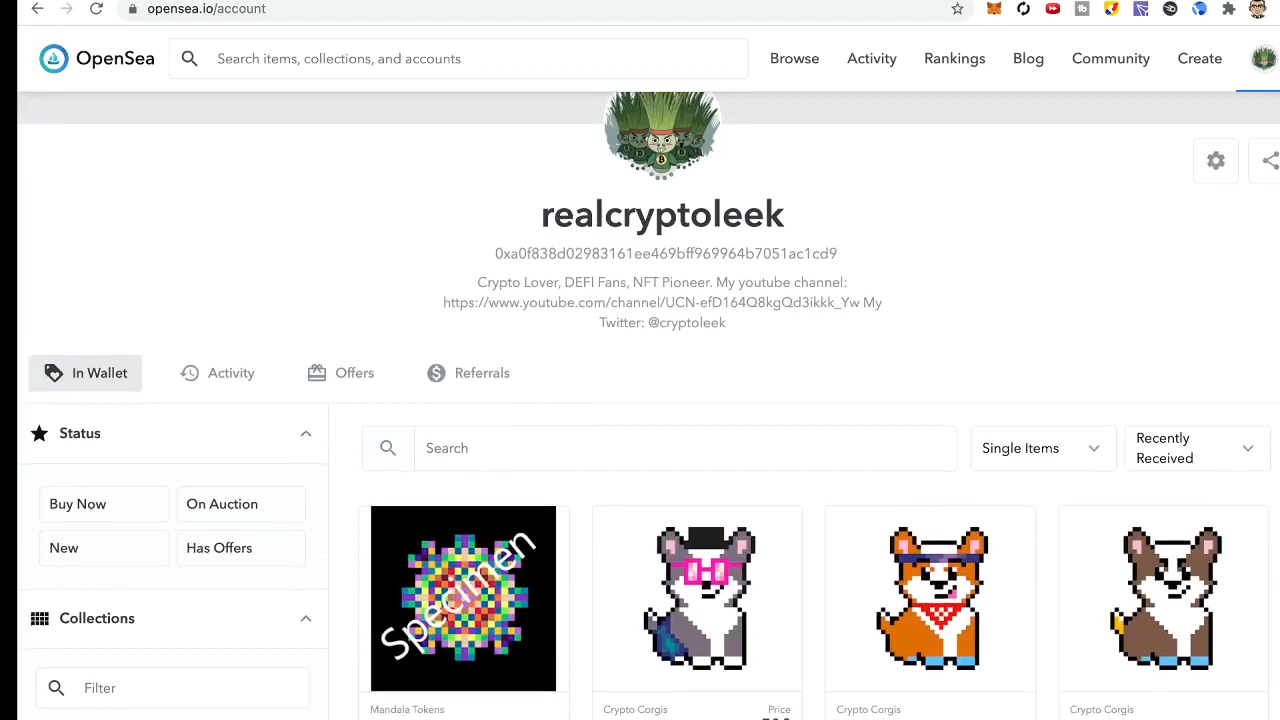 opensea.io/account
OpenSea
Search items, collections, and accounts
Browse
Activity
Rankings
Blog
Community
Create
realcryptoleek
0xa0f838d02983161ee469bff969964b7051ac1cd9
Crypto Lover, DEFI Fans, NFT Pioneer. My youtube channel:
https://www.youtube.com/channel/UCN-efD164Q8kgQd3ikkk_Yw My
Twitter: @cryptoleek
In Wallet
Activity
Offers
Referrals
Status
Search
Single Items
Recently
Received
Buy Now
On Auction
New
Has Offers
Collections
Filter
Specimen
Mandala Tokens
Crypto Corgis
Price
Crypto Corgis
Crypto Corgis